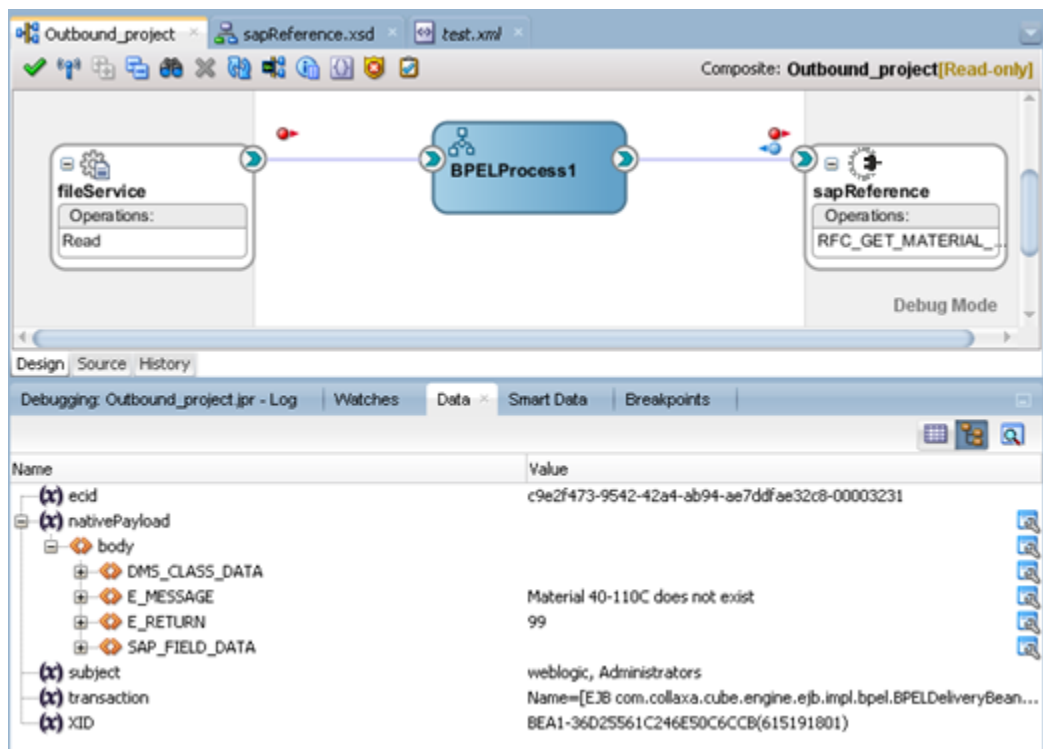 Outbound_project sapReference.xsd test.xml
Composite: Outbound_project[Read-only]
fileService
Operations:
Read
BPELProcess1
sapReference
Operations:
RFC_GET_MATERIAL_...
Debug Mode
Design Source History
Debugging: Outbound_project.jpr - Log Watches Data Smart Data Breakpoints
Name Value
(x) ecid c9e2f473-9542-42a4-ab94-ae7ddfae32c8-00003231
(x) nativePayload
body
DMS_CLASS_DATA
E_MESSAGE Material 40-110C does not exist
E_RETURN 99
SAP_FIELD_DATA
(x) subject weblogic, Administrators
(x) transaction Name=[EJB com.collaxa.cube.engine.ejb.impl.bpel.BPELDeliveryBean...
(x) XID BEA1-36D25561C246E50C6CCB(615191801)